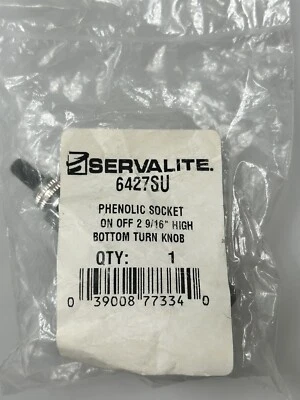 SERVALITE.
6427SU
PHENOLIC SOCKET
ON OFF 2 9/16" HIGH
BOTTOM TURN KNOB
QTY: 1
0 39008 77334 0